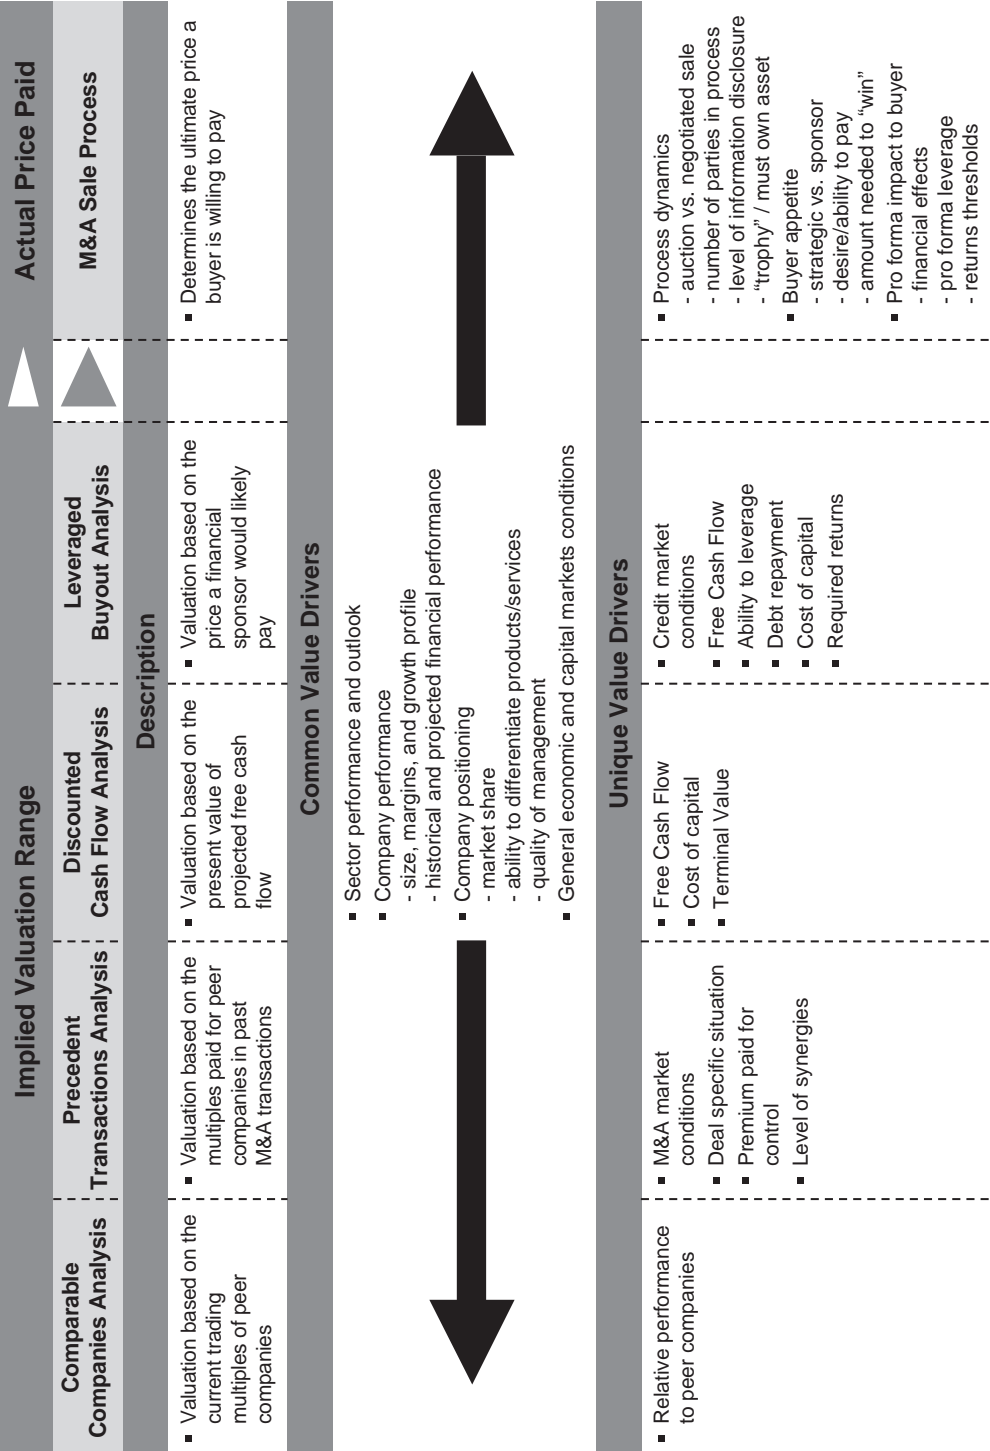 Implied Valuation Range
Actual Price Paid
Comparable
Companies Analysis
Precedent
Transactions Analysis
Discounted
Cash Flow Analysis
Leveraged
Buyout Analysis
M&A Sale Process
Description
▪ Valuation based on the
current trading
multiples of peer
companies
▪ Valuation based on the
multiples paid for peer
companies in past
M&A transactions
▪ Valuation based on the
present value of
projected free cash
flow
▪ Valuation based on the
price a financial
sponsor would likely
pay
▪ Determines the ultimate price a
buyer is willing to pay
Common Value Drivers
▪ Sector performance and outlook
▪ Company performance
- size, margins, and growth profile
- historical and projected financial performance
▪ Company positioning
- market share
- ability to differentiate products/services
- quality of management
▪ General economic and capital markets conditions
Unique Value Drivers
▪ Relative performance
to peer companies
▪ M&A market
conditions
▪ Deal specific situation
▪ Premium paid for
control
▪ Level of synergies
▪ Free Cash Flow
▪ Cost of capital
▪ Terminal Value
▪ Credit market
conditions
▪ Free Cash Flow
▪ Ability to leverage
▪ Debt repayment
▪ Cost of capital
▪ Required returns
▪ Process dynamics
- auction vs. negotiated sale
- number of parties in process
- level of information disclosure
- “trophy” / must own asset
▪ Buyer appetite
- strategic vs. sponsor
- desire/ability to pay
- amount needed to “win”
▪ Pro forma impact to buyer
- financial effects
- pro forma leverage
- returns thresholds